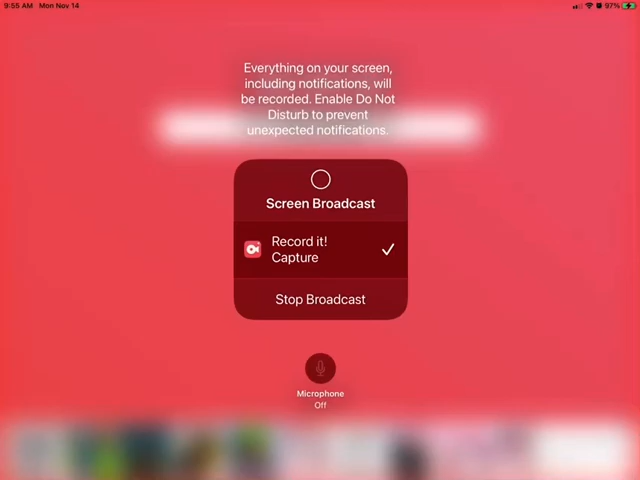 9:55 AM Mon Nov 14
97%
Everything on your screen,
including notifications, will
be recorded. Enable Do Not
Disturb to prevent
unexpected notifications.
Screen Broadcast
Record it!
Capture
Stop Broadcast
Microphone
Off